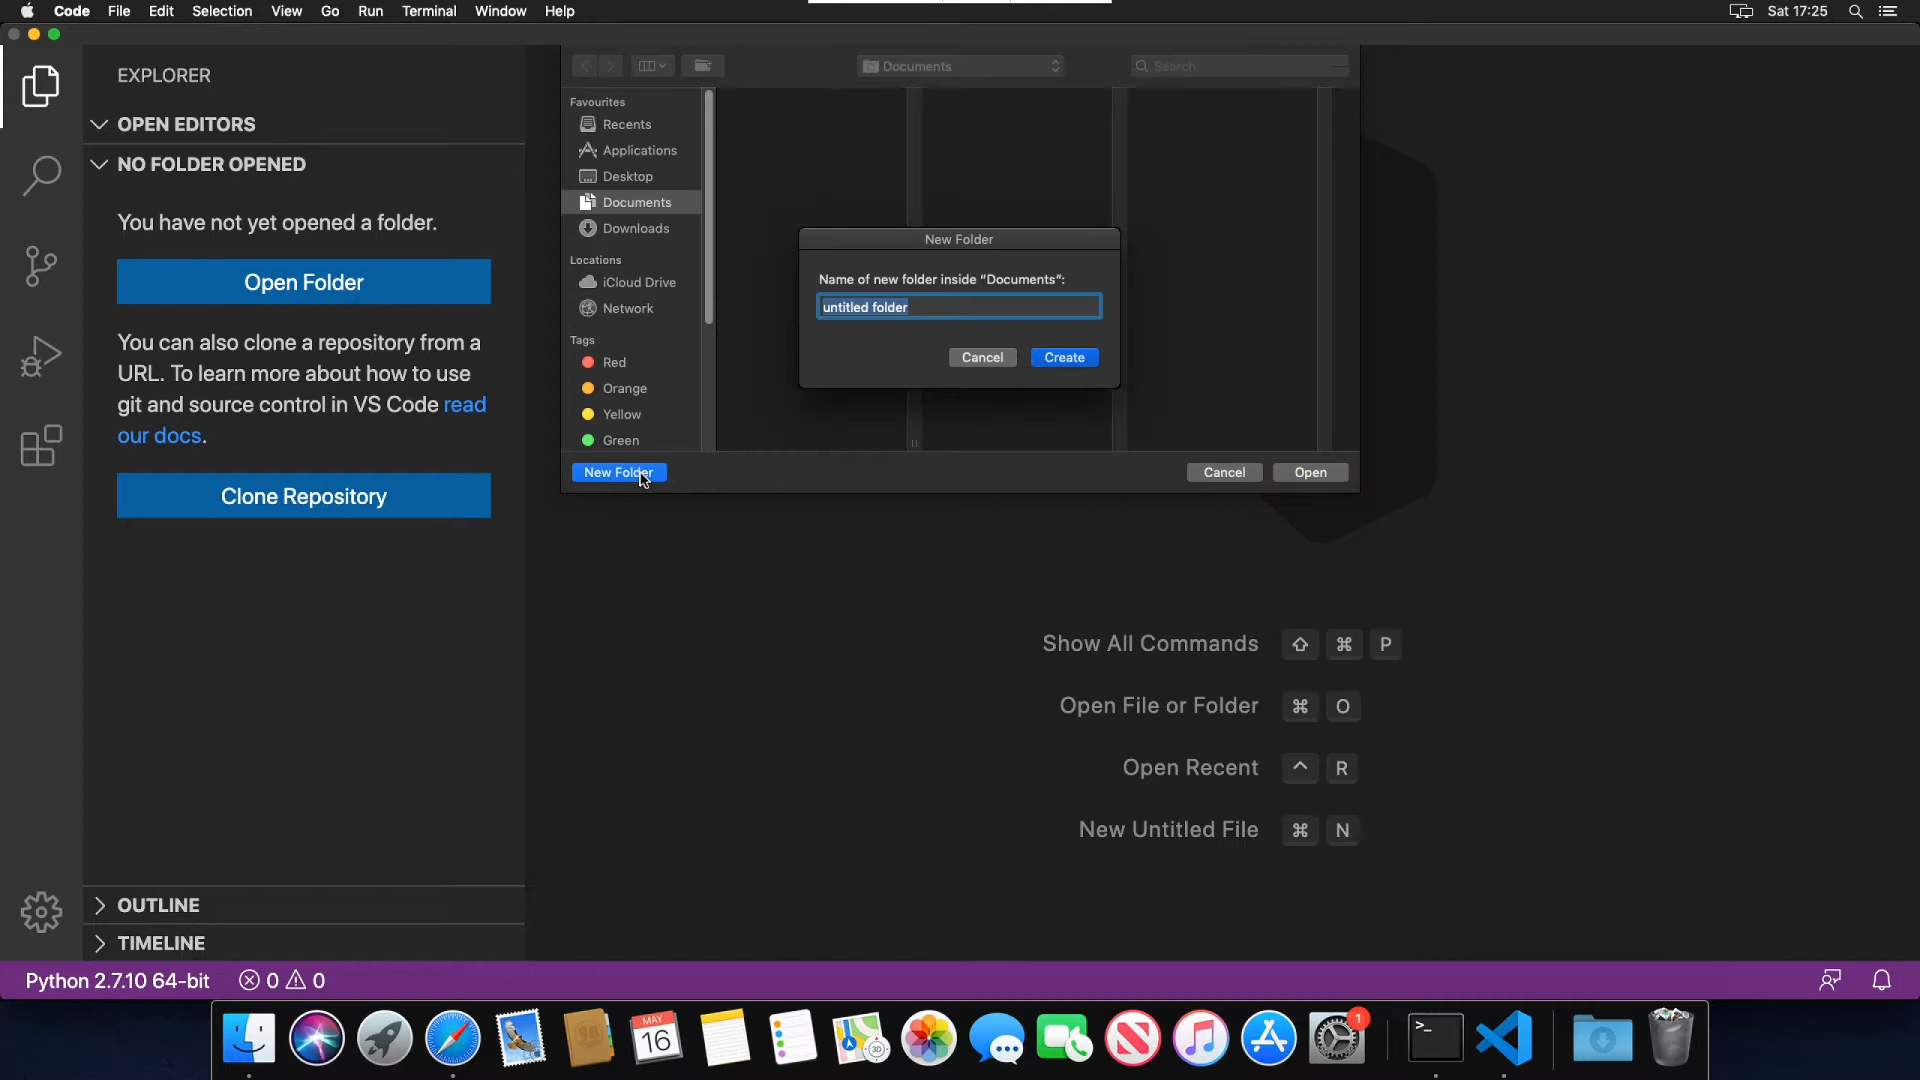 Code File Edit Selection View Go Run Terminal Window Help Sat 17:25
EXPLORER
OPEN EDITORS
NO FOLDER OPENED
You have not yet opened a folder.
Open Folder
You can also clone a repository from a
URL. To learn more about how to use
git and source control in VS Code read
our docs.
Clone Repository
OUTLINE
TIMELINE
Documents
Search
Favourites
Recents
Applications
Desktop
Documents
Downloads
Locations
iCloud Drive
Network
Tags
Red
Orange
Yellow
Green
New Folder
Name of new folder inside “Documents”:
untitled folder
Cancel Create
New Folder Cancel Open
Show All Commands ⇧ ⌘ P
Open File or Folder ⌘ O
Open Recent ^ R
New Untitled File ⌘ N
Python 2.7.10 64-bit 0 0
MAY
16
3D
1
>_